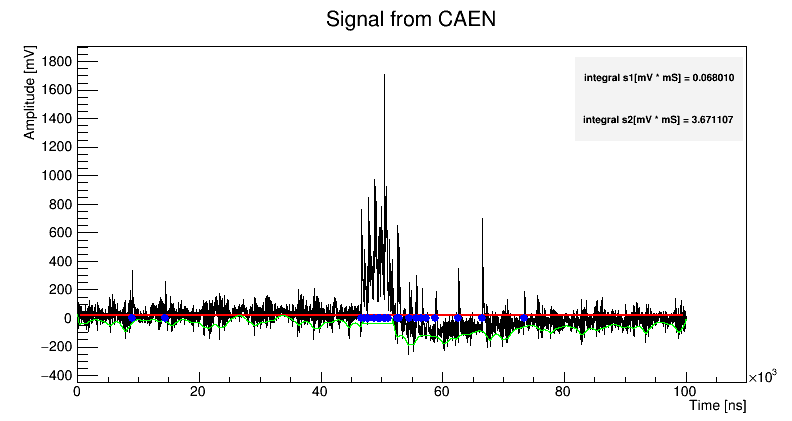 Signal from CAEN
Amplitude [mV]
1800
1600
1400
1200
1000
800
600
400
200
0
−200
−400
integral s1[mV * mS] = 0.068010
integral s2[mV * mS] = 3.671107
0 20 40 60 80 100
×10³
Time [ns]